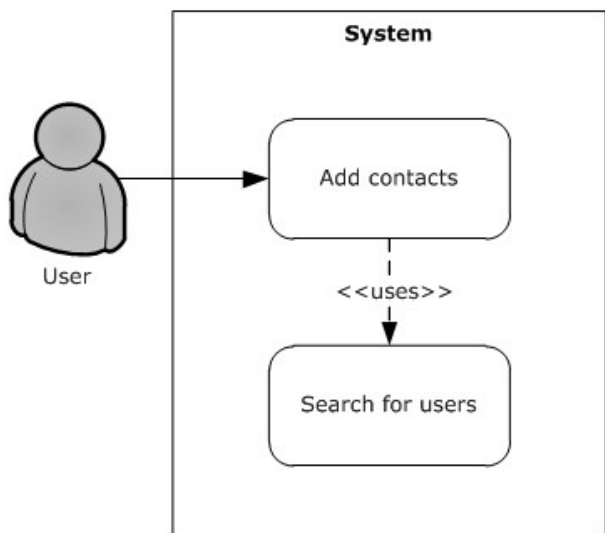 System
Add contacts
User
<<uses>>
Search for users